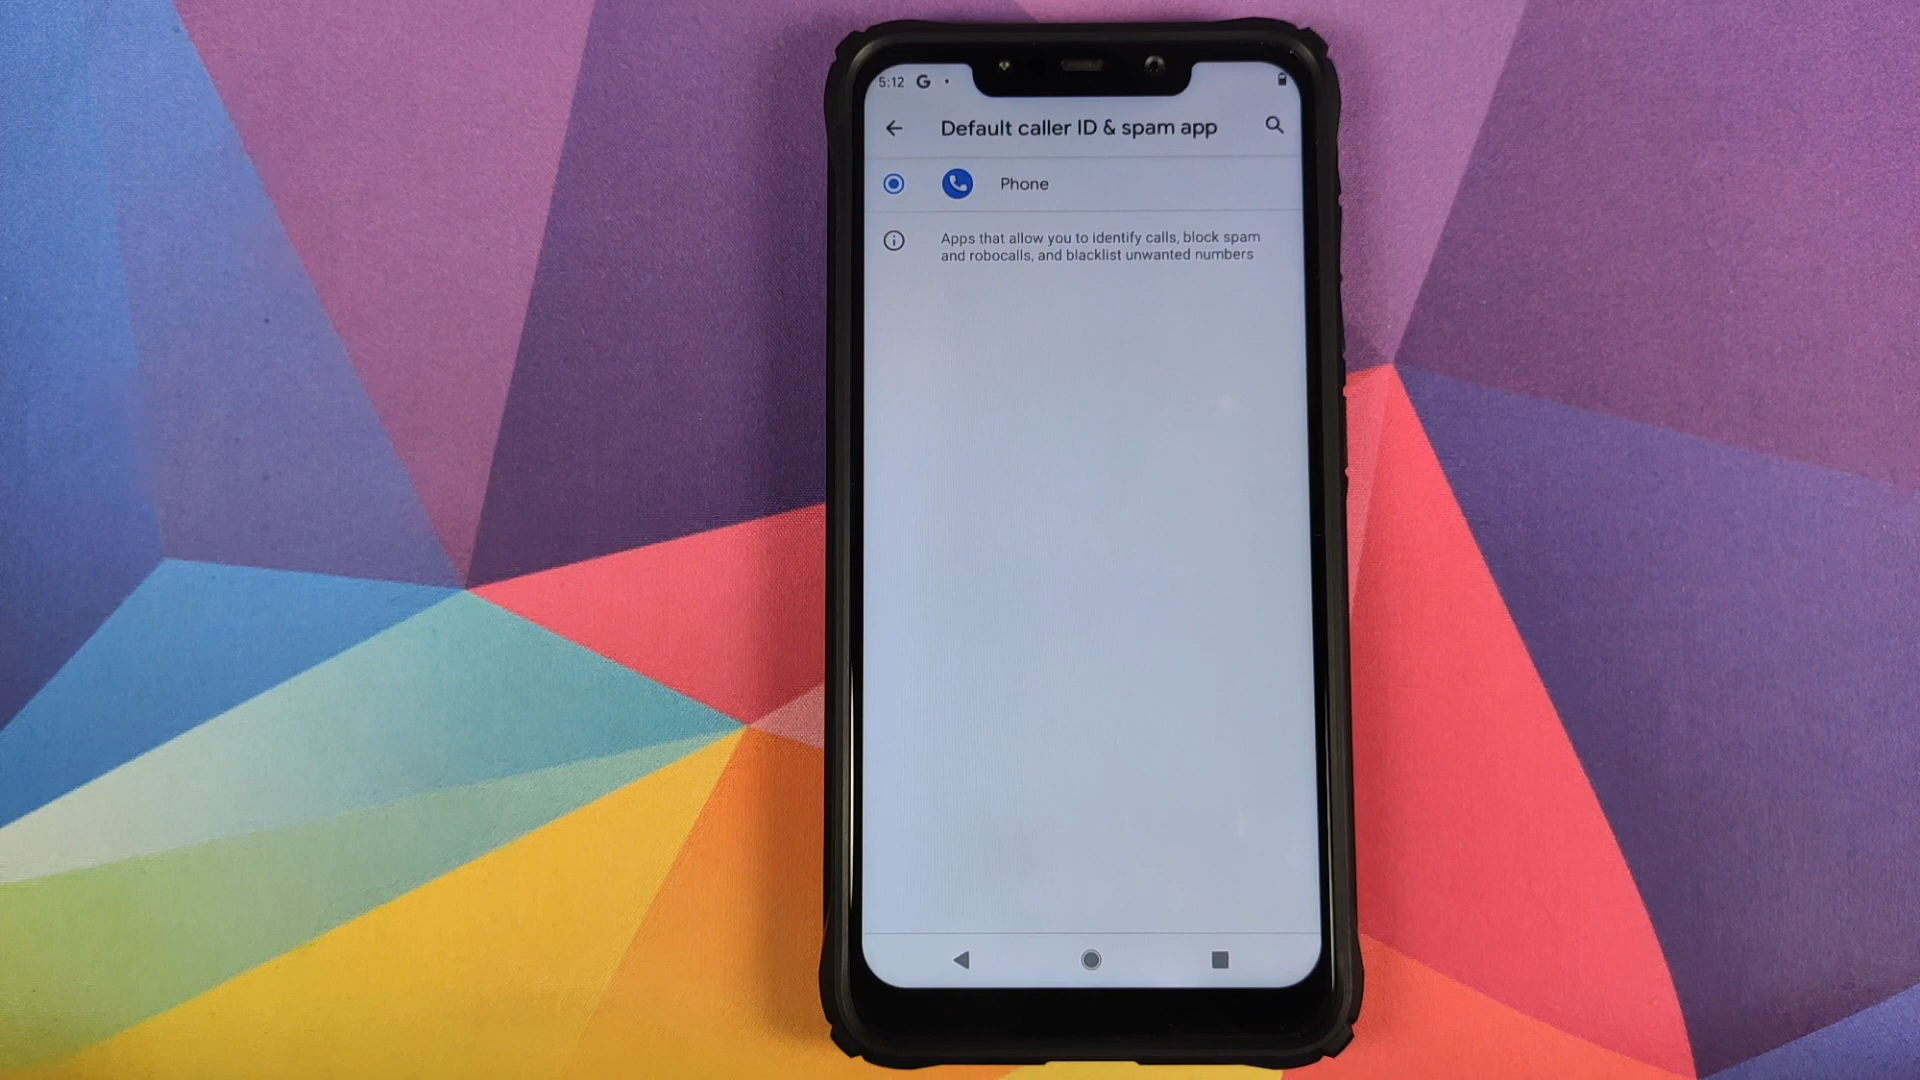 5:12 G
Default caller ID & spam app
Phone
Apps that allow you to identify calls, block spam
and robocalls, and blacklist unwanted numbers